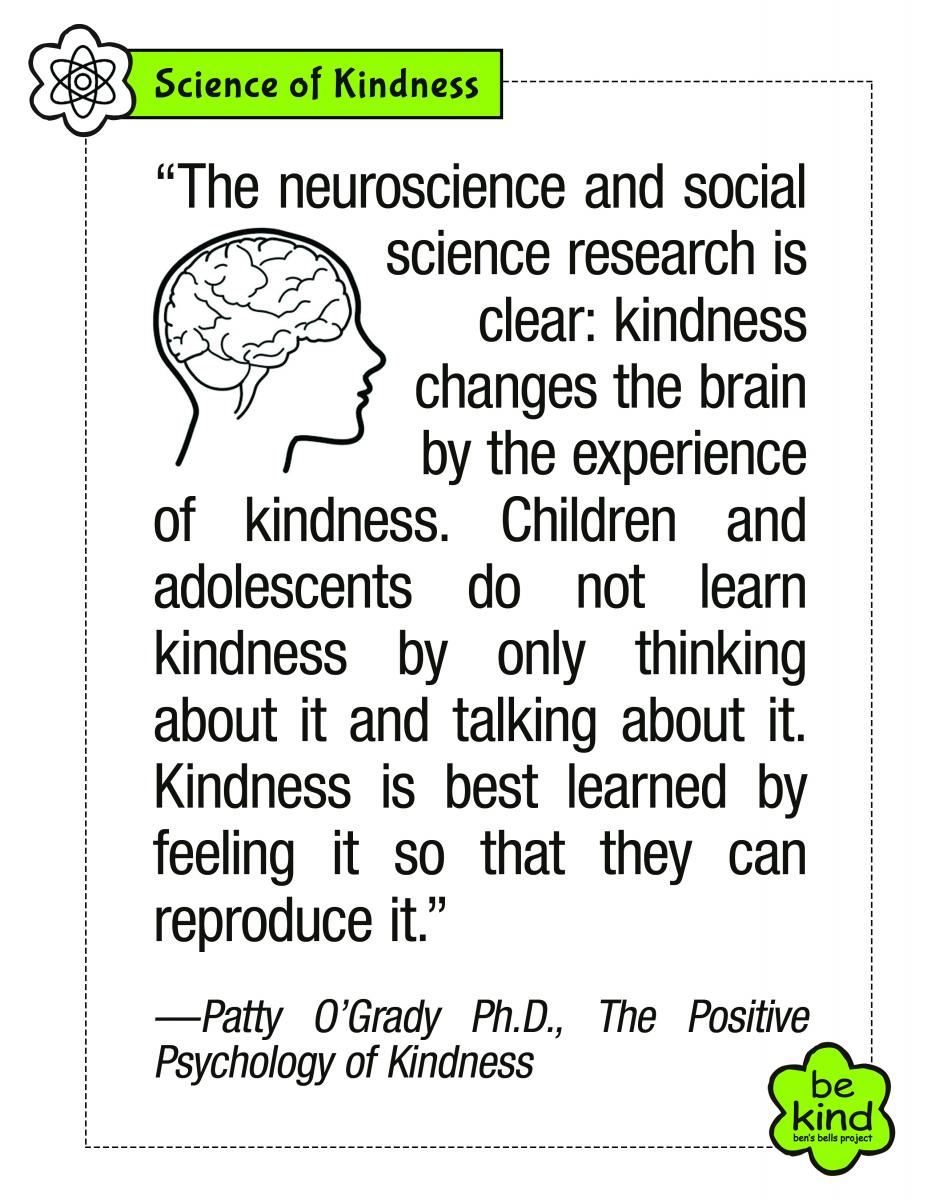 Science of Kindness
“The neuroscience and social
science research is
clear: kindness
changes the brain
by the experience
of kindness. Children and
adolescents do not learn
kindness by only thinking
about it and talking about it.
Kindness is best learned by
feeling it so that they can
reproduce it.”
—Patty O’Grady Ph.D., The Positive
Psychology of Kindness
be
kind
ben's bells project